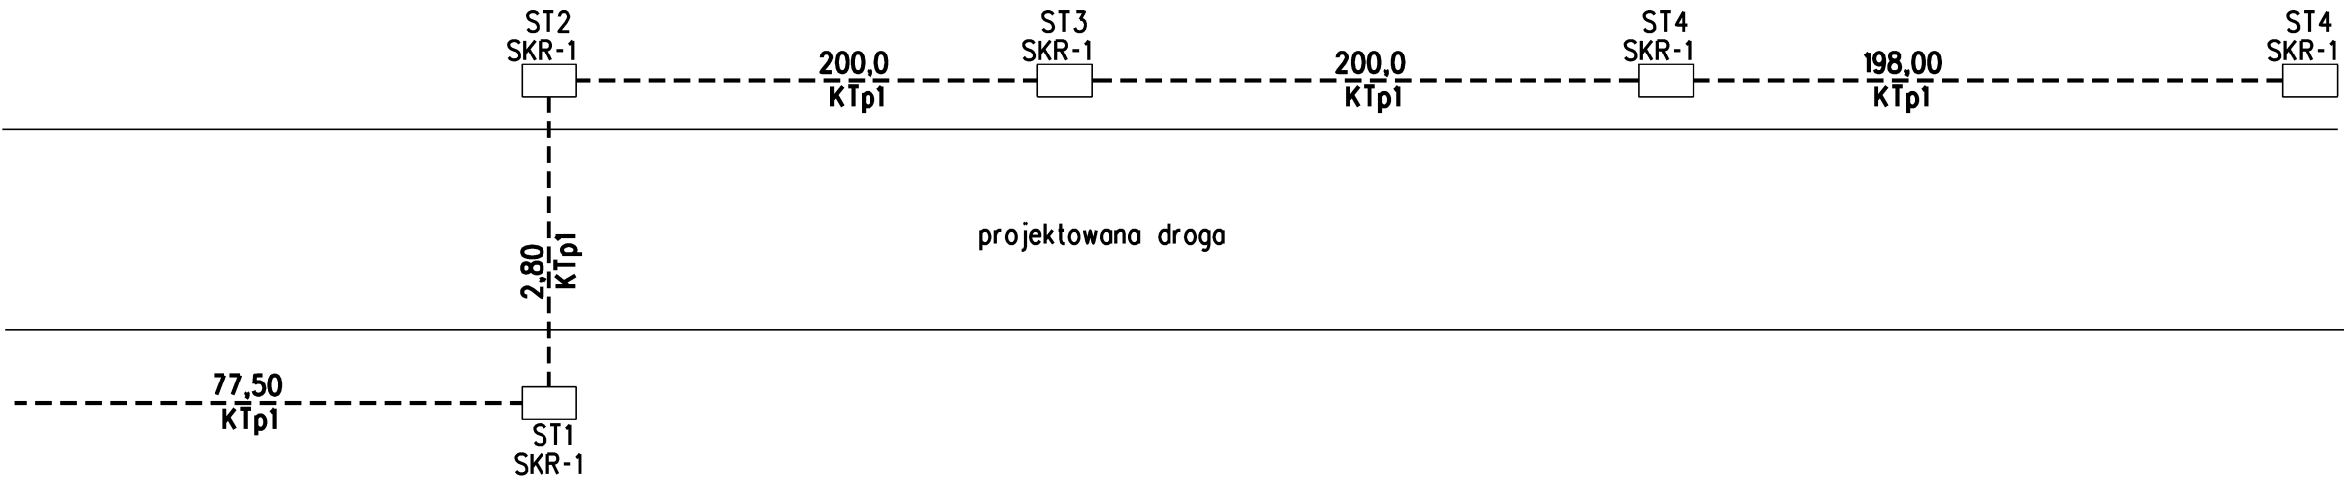 ST2
SKR-1
ST3
SKR-1
ST4
SKR-1
ST4
SKR-1
200,0
KTp1
200,0
KTp1
198,00
KTp1
2,80
KTp1
projektowana droga
77,50
KTp1
ST1
SKR-1